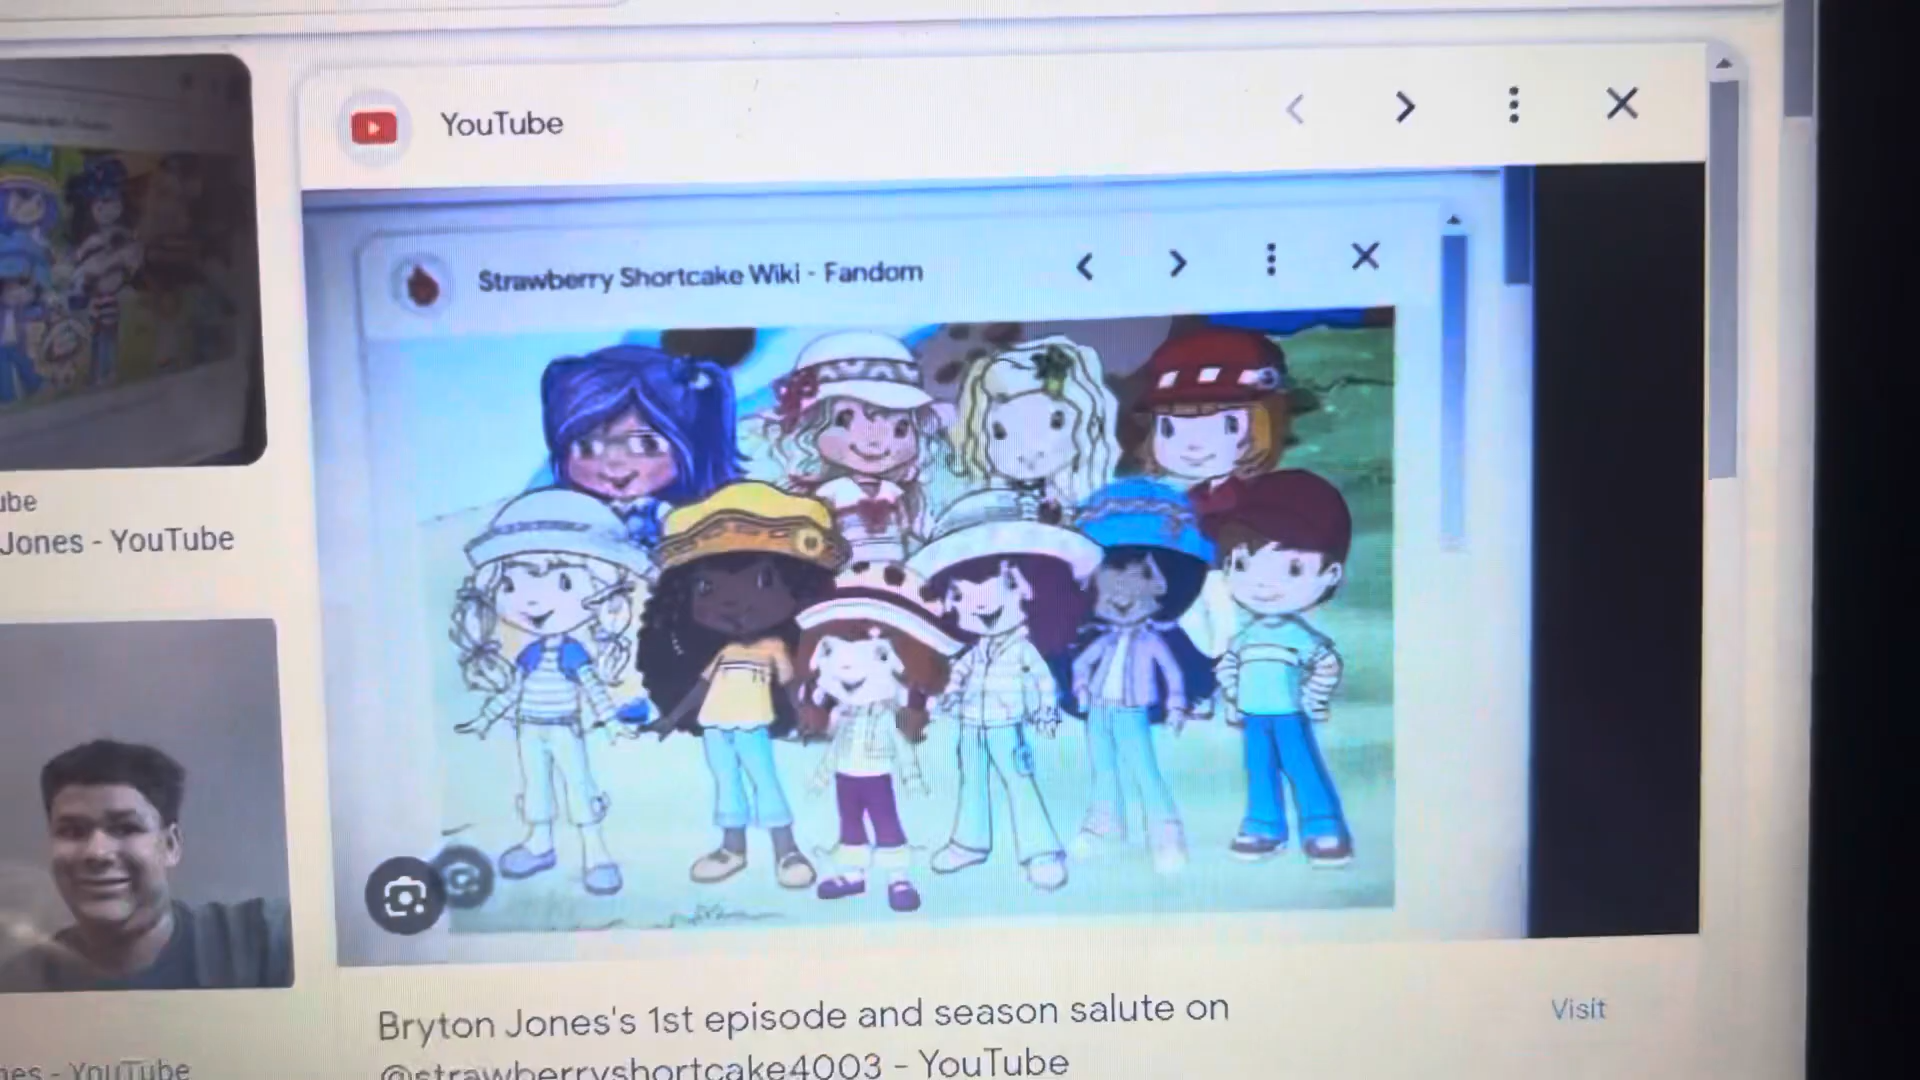 YouTube
Strawberry Shortcake Wiki - Fandom
ube
Jones - YouTube
Bryton Jones's 1st episode and season salute on
Visit
@strawberryshortcake4003 - YouTube
nes - YouTube